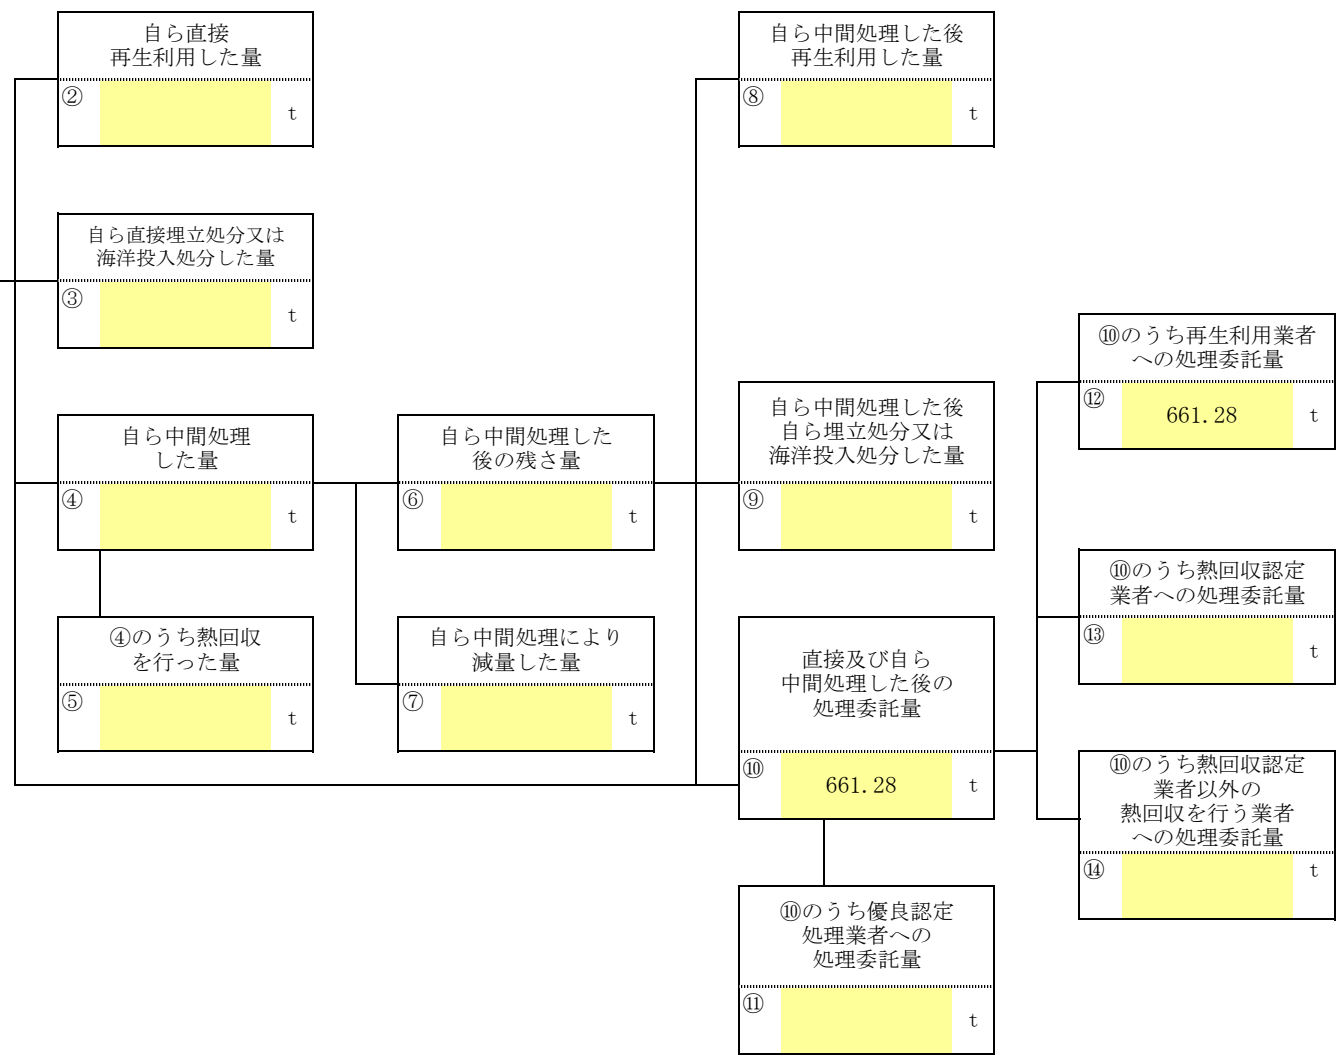 自ら直接
再生利用した量
②
t
自ら中間処理した後
再生利用した量
⑧
t
自ら直接埋立処分又は
海洋投入処分した量
③
t
⑩のうち再生利用業者
への処理委託量
⑫
661.28 t
自ら中間処理
した量
④
t
自ら中間処理した
後の残さ量
⑥
t
自ら中間処理した後
自ら埋立処分又は
海洋投入処分した量
⑨
t
⑩のうち熱回収認定
業者への処理委託量
⑬
t
④のうち熱回収
を行った量
⑤
t
自ら中間処理により
減量した量
⑦
t
直接及び自ら
中間処理した後の
処理委託量
⑩
661.28 t
⑩のうち熱回収認定
業者以外の
熱回収を行う業者
への処理委託量
⑭
t
⑩のうち優良認定
処理業者への
処理委託量
⑪
t